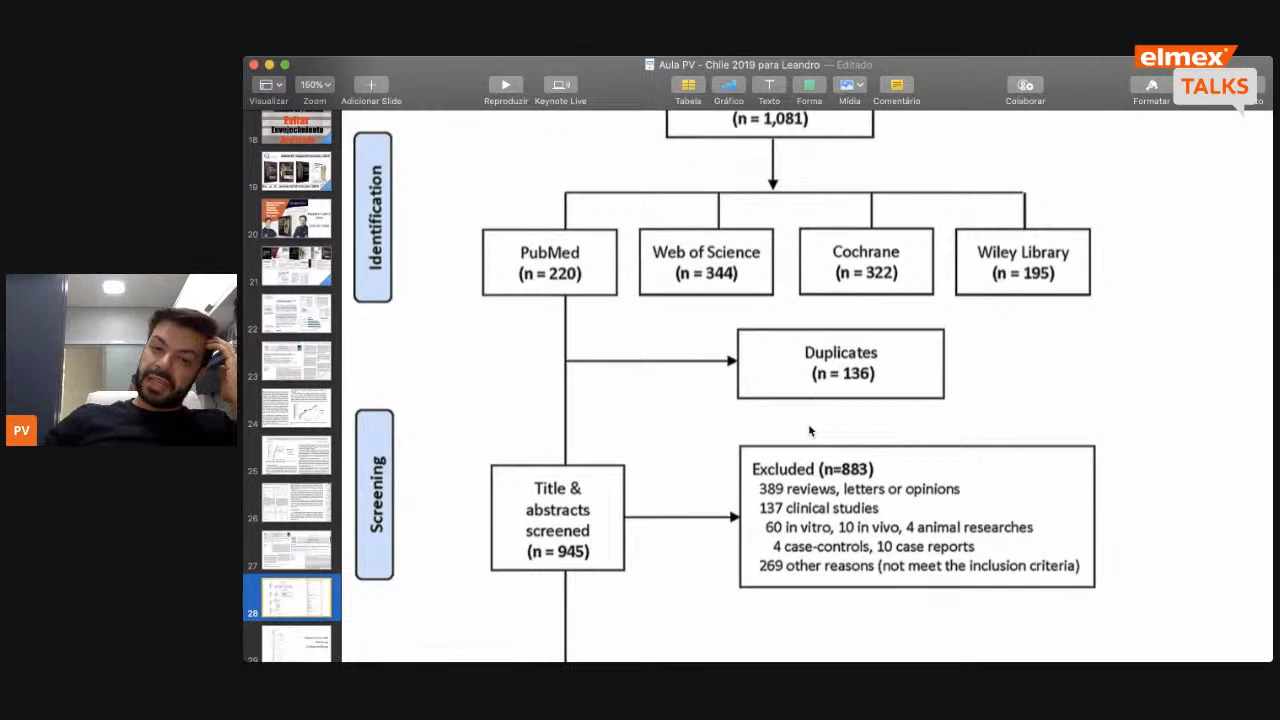 Aula PV - Chile 2019 para Leandro — Editado
elmex
TALKS
150%
Visualizar
Zoom
Adicionar Slide
Reproduzir
Keynote Live
Tabela
Gráfico
Texto
Forma
Mídia
Comentário
Colaborar
Formatar
18
Evitar
Envejecimiento
19
20
21
22
23
24
25
26
27
28
29
PV
Identification
(n = 1,081)
PubMed
(n = 220)
Web of Science
(n = 344)
Cochrane
(n = 322)
Wiley Library
(n = 195)
Duplicates
(n = 136)
Screening
Title &
abstracts
screened
(n = 945)
Excluded (n=883)
389 reviews, letters or opinions
137 clinical studies
60 in vitro, 10 in vivo, 4 animal researches
4 case-controls, 10 case reports
269 other reasons (not meet the inclusion criteria)